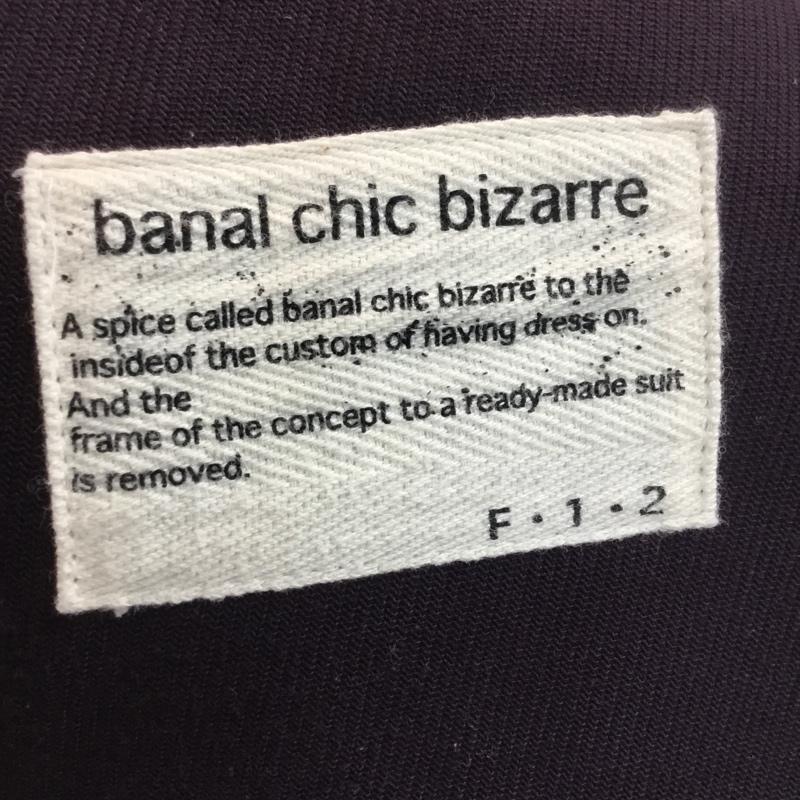 banal chic bizarre
A spice called banal chic bizarre to the
insideof the custom of having dress on.
And the
frame of the concept to a ready-made suit
is removed.
F・1・2